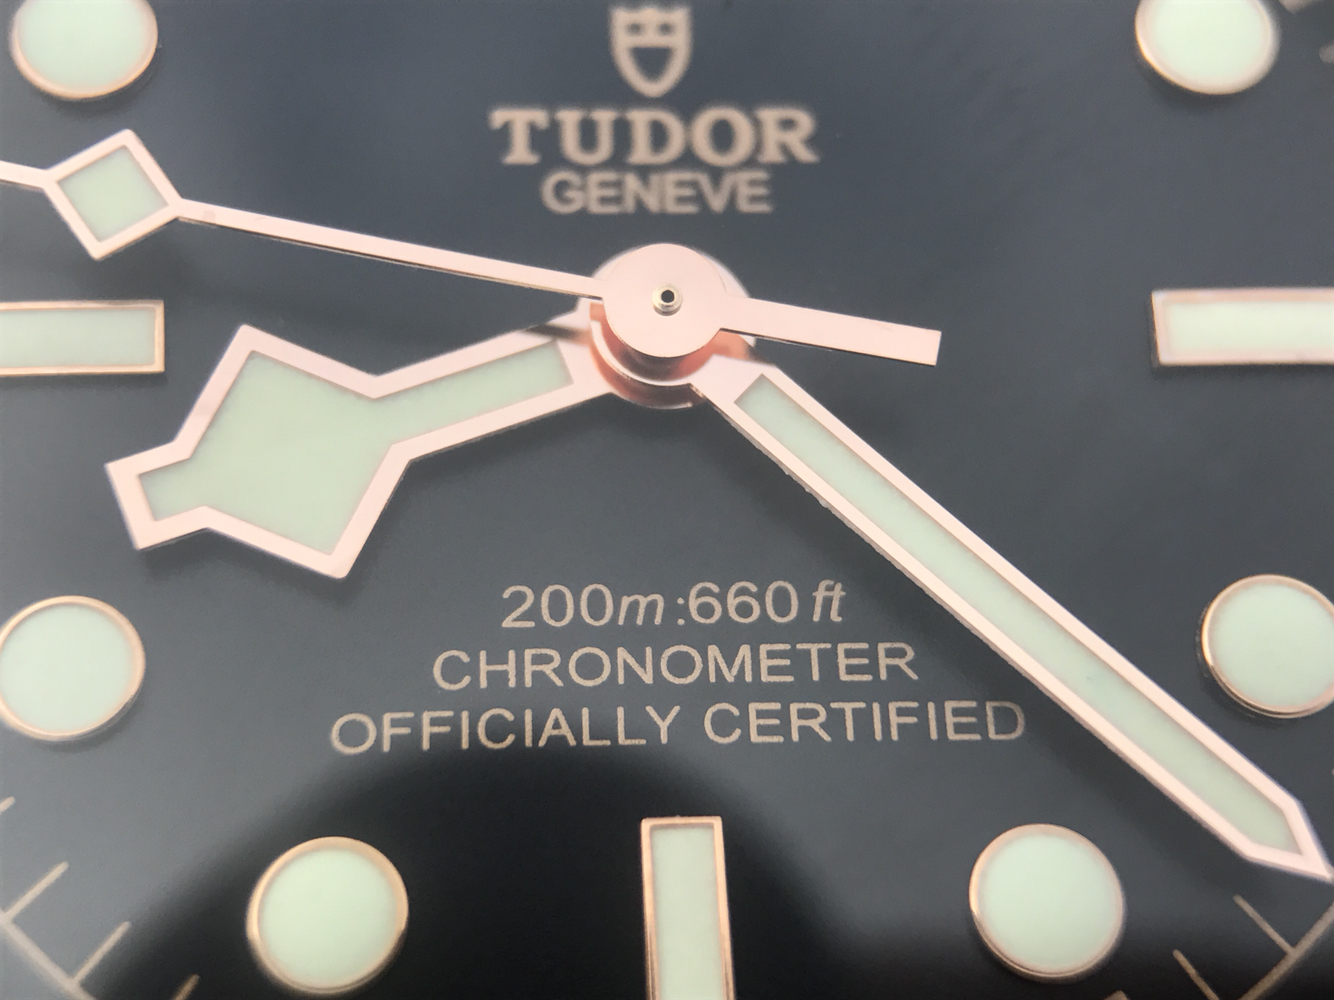 TUDOR
GENEVE
200m:660ft
CHRONOMETER
OFFICIALLY CERTIFIED